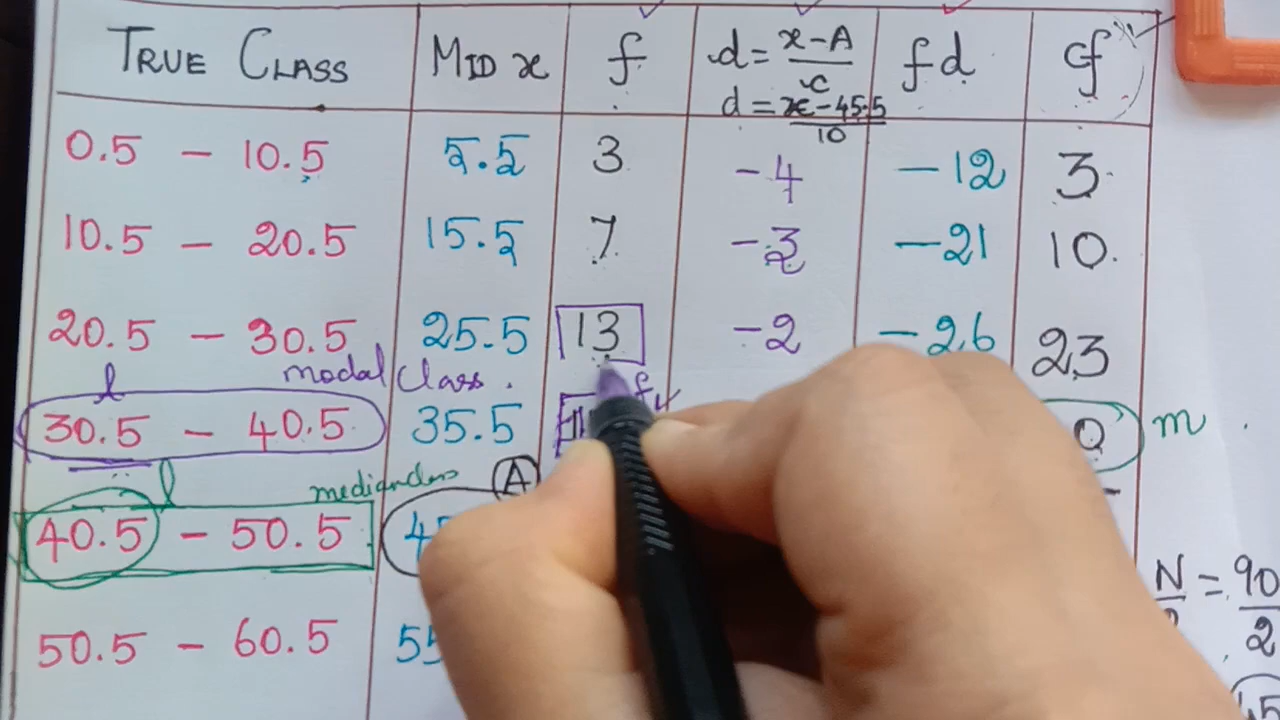 TRUE CLASS MID x f d = x-A/c fd cf
d = x-45.5/10
0.5 - 10.5 5.5 3 -4 -12 3
10.5 - 20.5 15.5 7 -3 -21 10
20.5 - 30.5 25.5 13 -2 -26 23
l modal class.
30.5 - 40.5 35.5 m
l median class A
40.5 - 50.5
50.5 - 60.5
N = 90/2